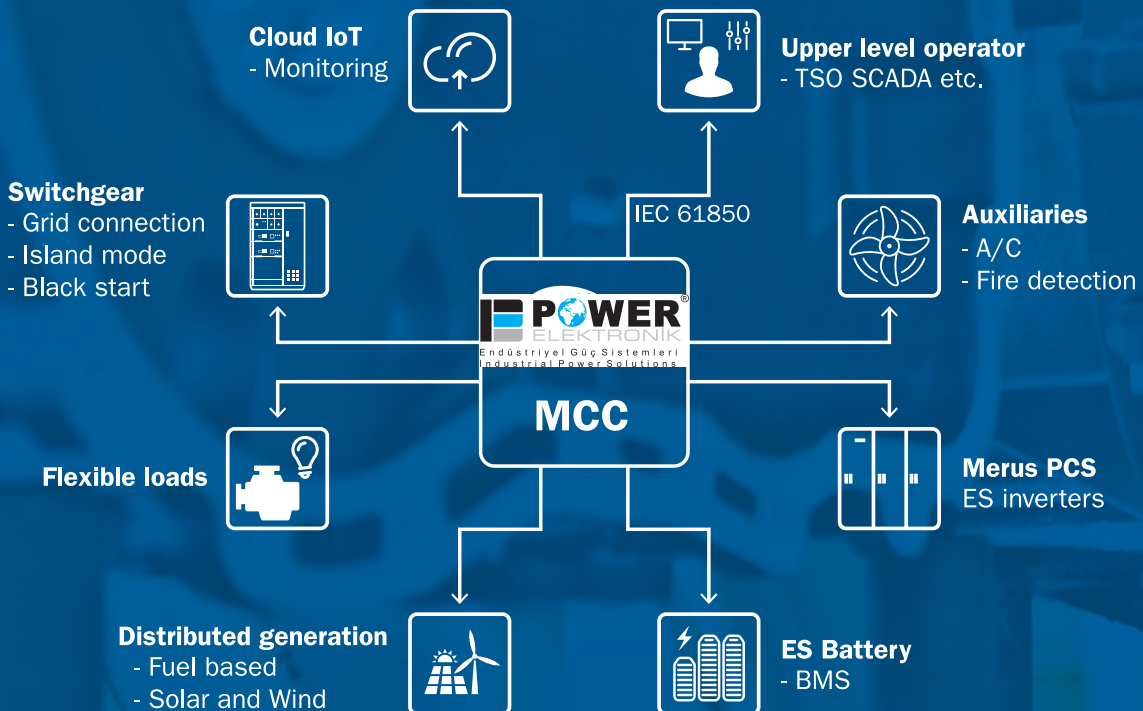 Cloud IoT
- Monitoring
Upper level operator
- TSO SCADA etc.
Switchgear
- Grid connection
- Island mode
- Black start
IEC 61850
Auxiliaries
- A/C
- Fire detection
POWER®
ELEKTRONİK
Endüstriyel Güç Sistemleri
Industrial Power Solutions
MCC
Flexible loads
Merus PCS
ES inverters
Distributed generation
- Fuel based
- Solar and Wind
ES Battery
- BMS